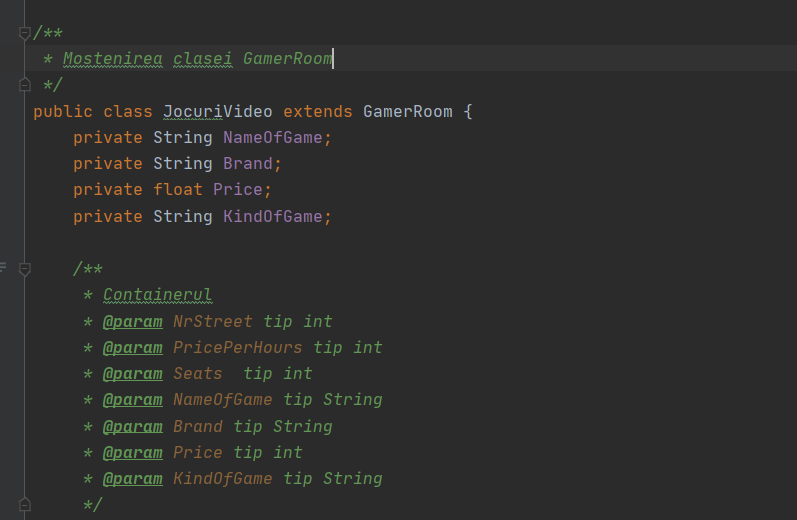 /**
 * Mostenirea clasei GamerRoom
 */
public class JocuriVideo extends GamerRoom {
    private String NameOfGame;
    private String Brand;
    private float Price;
    private String KindOfGame;
    /**
     * Containerul
     * @param NrStreet tip int
     * @param PricePerHours tip int
     * @param Seats  tip int
     * @param NameOfGame tip String
     * @param Brand tip String
     * @param Price tip int
     * @param KindOfGame tip String
     */